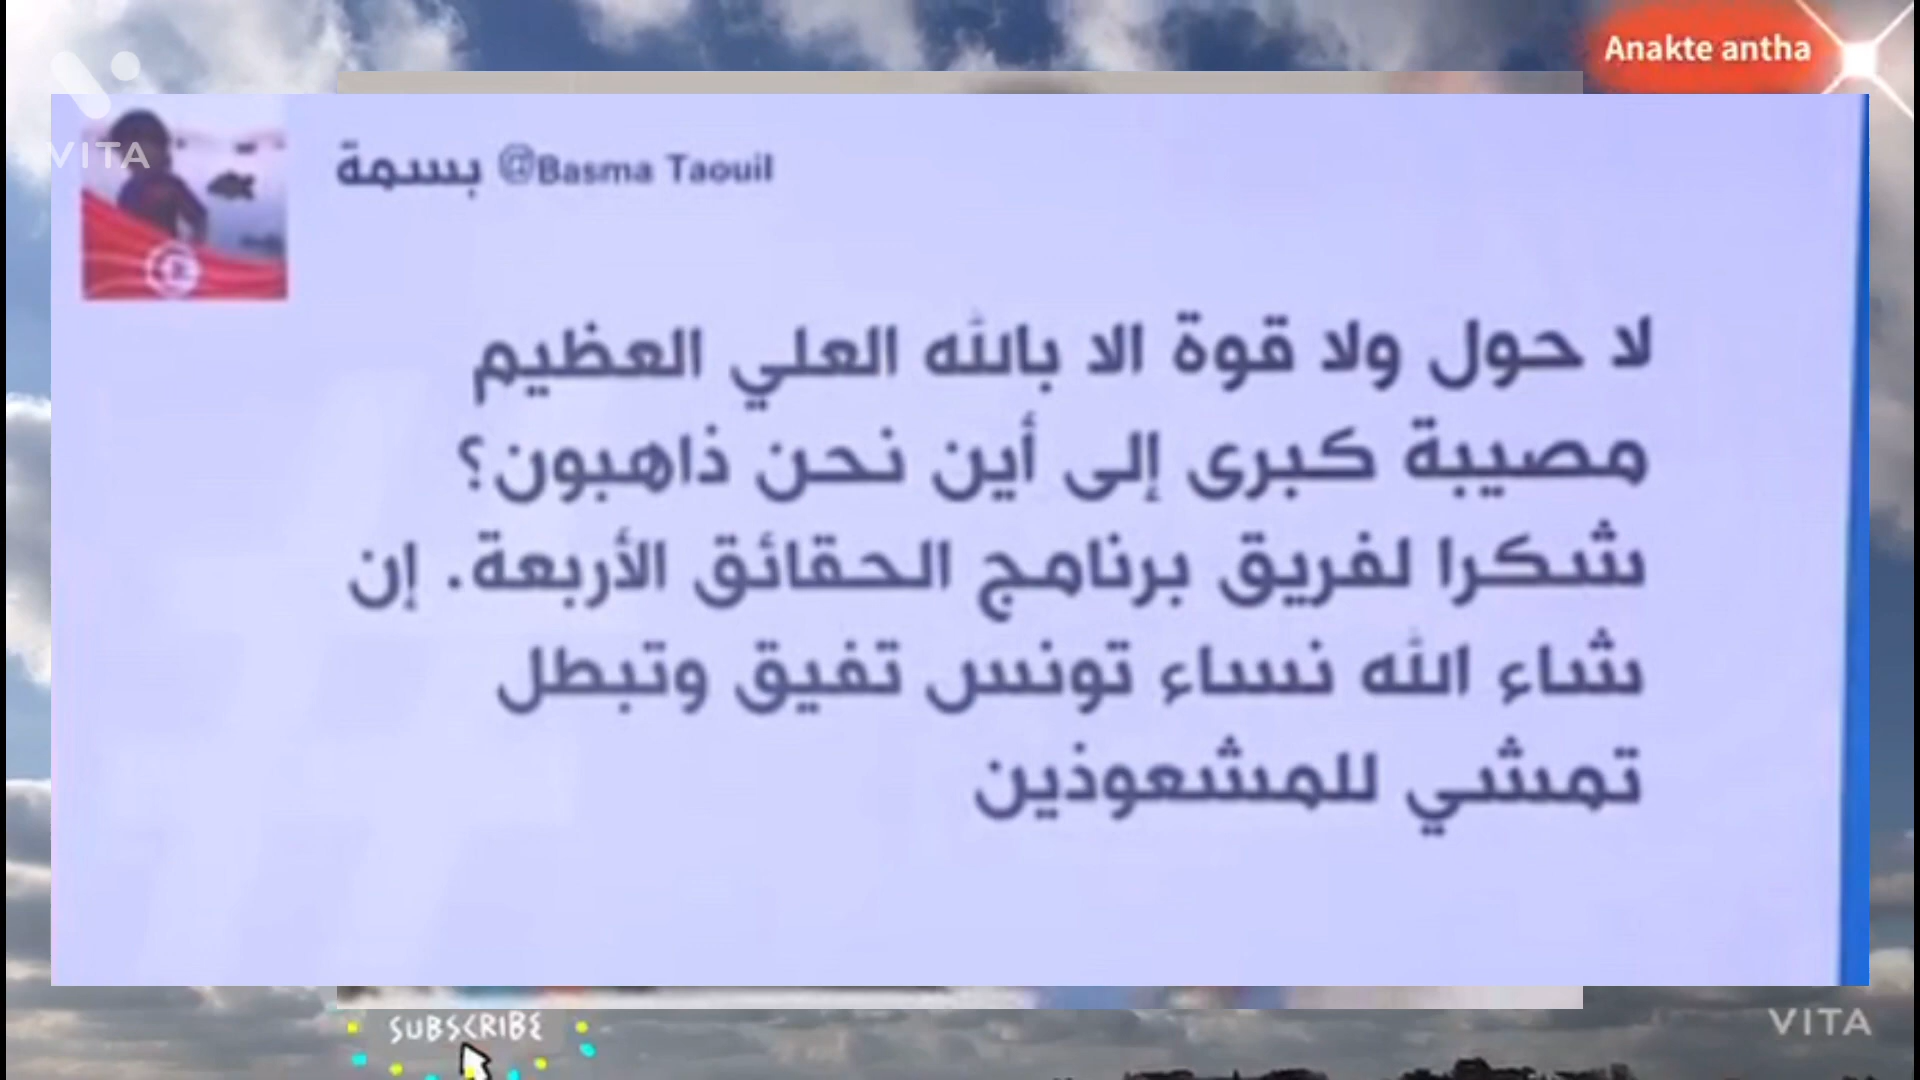 Anakte antha
VITA
بسمة @Basma Taouil
لا حول ولا قوة الا بالله العلي العظيم
مصيبة كبرى إلى أين نحن ذاهبون؟
شكرا لفريق برنامج الحقائق الأربعة. إن
شاء الله نساء تونس تفيق وتبطل
تمشي للمشعوذين
SUBSCRIBE
VITA